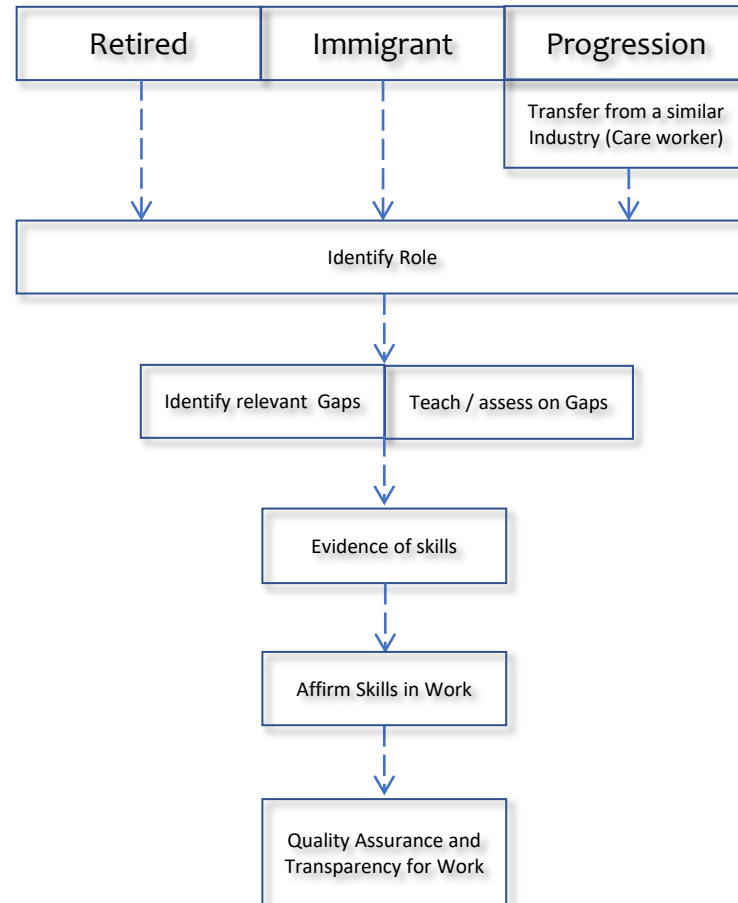 Retired
Immigrant
Progression
Transfer from a similar
Industry (Care worker)
Identify Role
Identify relevant  Gaps
Teach / assess on Gaps
Evidence of skills
Affirm Skills in Work
Quality Assurance and
Transparency for Work